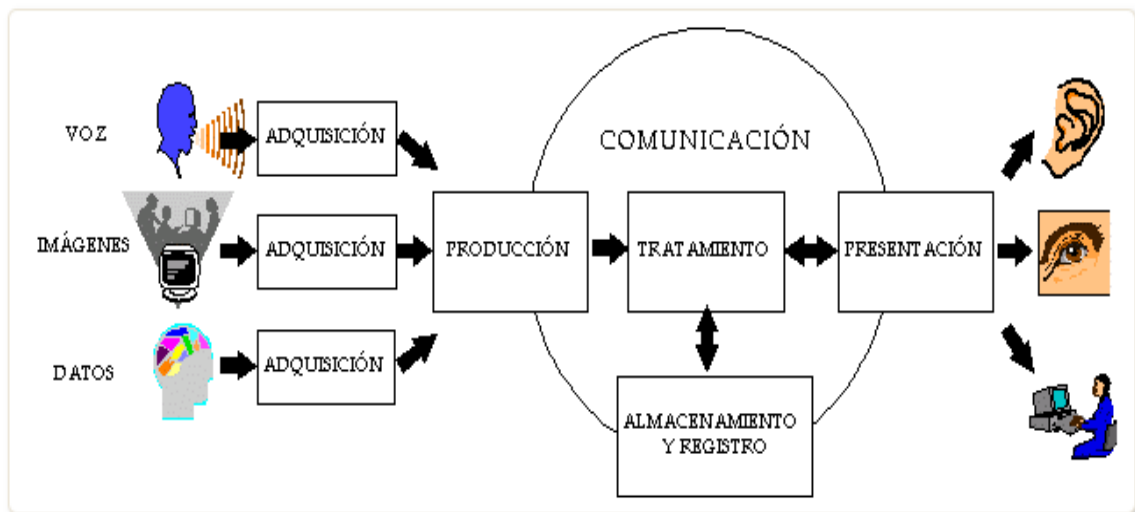 VOZ
ADQUISICIÓN
COMUNICACIÓN
IMÁGENES
ADQUISICIÓN
PRODUCCIÓN
TRATAMIENTO
PRESENTACIÓN
DATOS
ADQUISICIÓN
ALMACENAMIENTO
Y REGISTRO